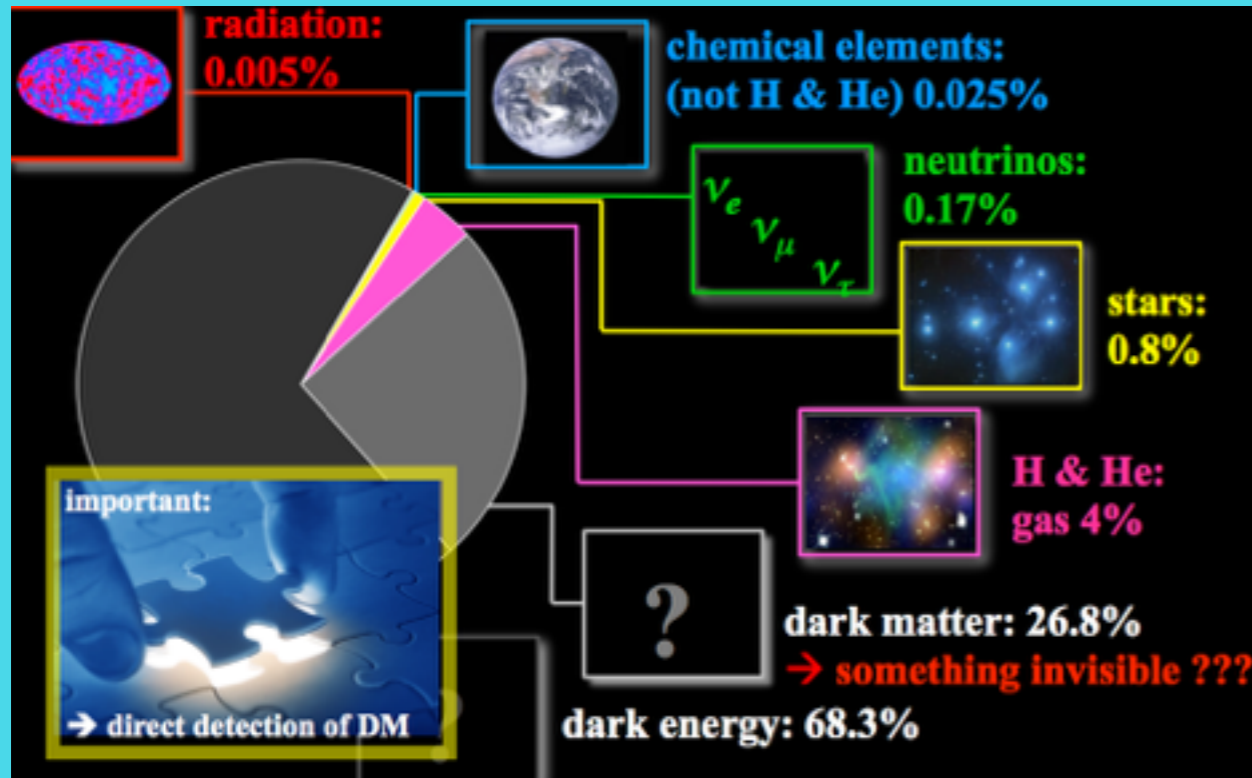 radiation:
0.005%
chemical elements:
(not H & He) 0.025%
neutrinos:
0.17%
νe
νμ
ντ
stars:
0.8%
H & He:
gas 4%
important:
→ direct detection of DM
?
dark matter: 26.8%
→ something invisible ???
?
dark energy: 68.3%